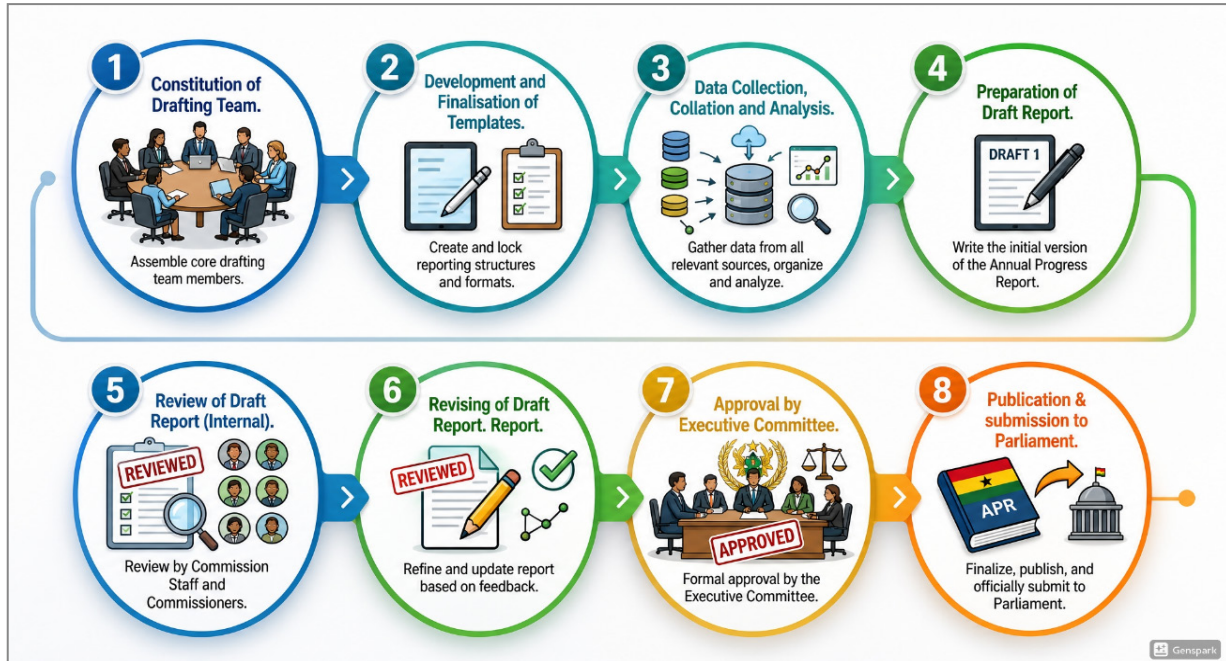 1
Constitution of
Drafting Team.
Assemble core drafting
team members.
2
Development and
Finalisation of
Templates.
Create and lock
reporting structures
and formats.
3
Data Collection,
Collation and Analysis.
Gather data from all
relevant sources, organize
and analyze.
4
Preparation of
Draft Report.
DRAFT 1
Write the initial version
of the Annual Progress
Report.
5
Review of Draft
Report (Internal).
REVIEWED
Review by Commission
Staff and
Commissioners.
6
Revising of Draft
Report. Report.
REVIEWED
Refine and update report
based on feedback.
7
Approval by
Executive Committee.
APPROVED
Formal approval by the
Executive Committee.
8
Publication &
submission to
Parliament.
APR
Finalize, publish, and
officially submit to
Parliament.
Genspark